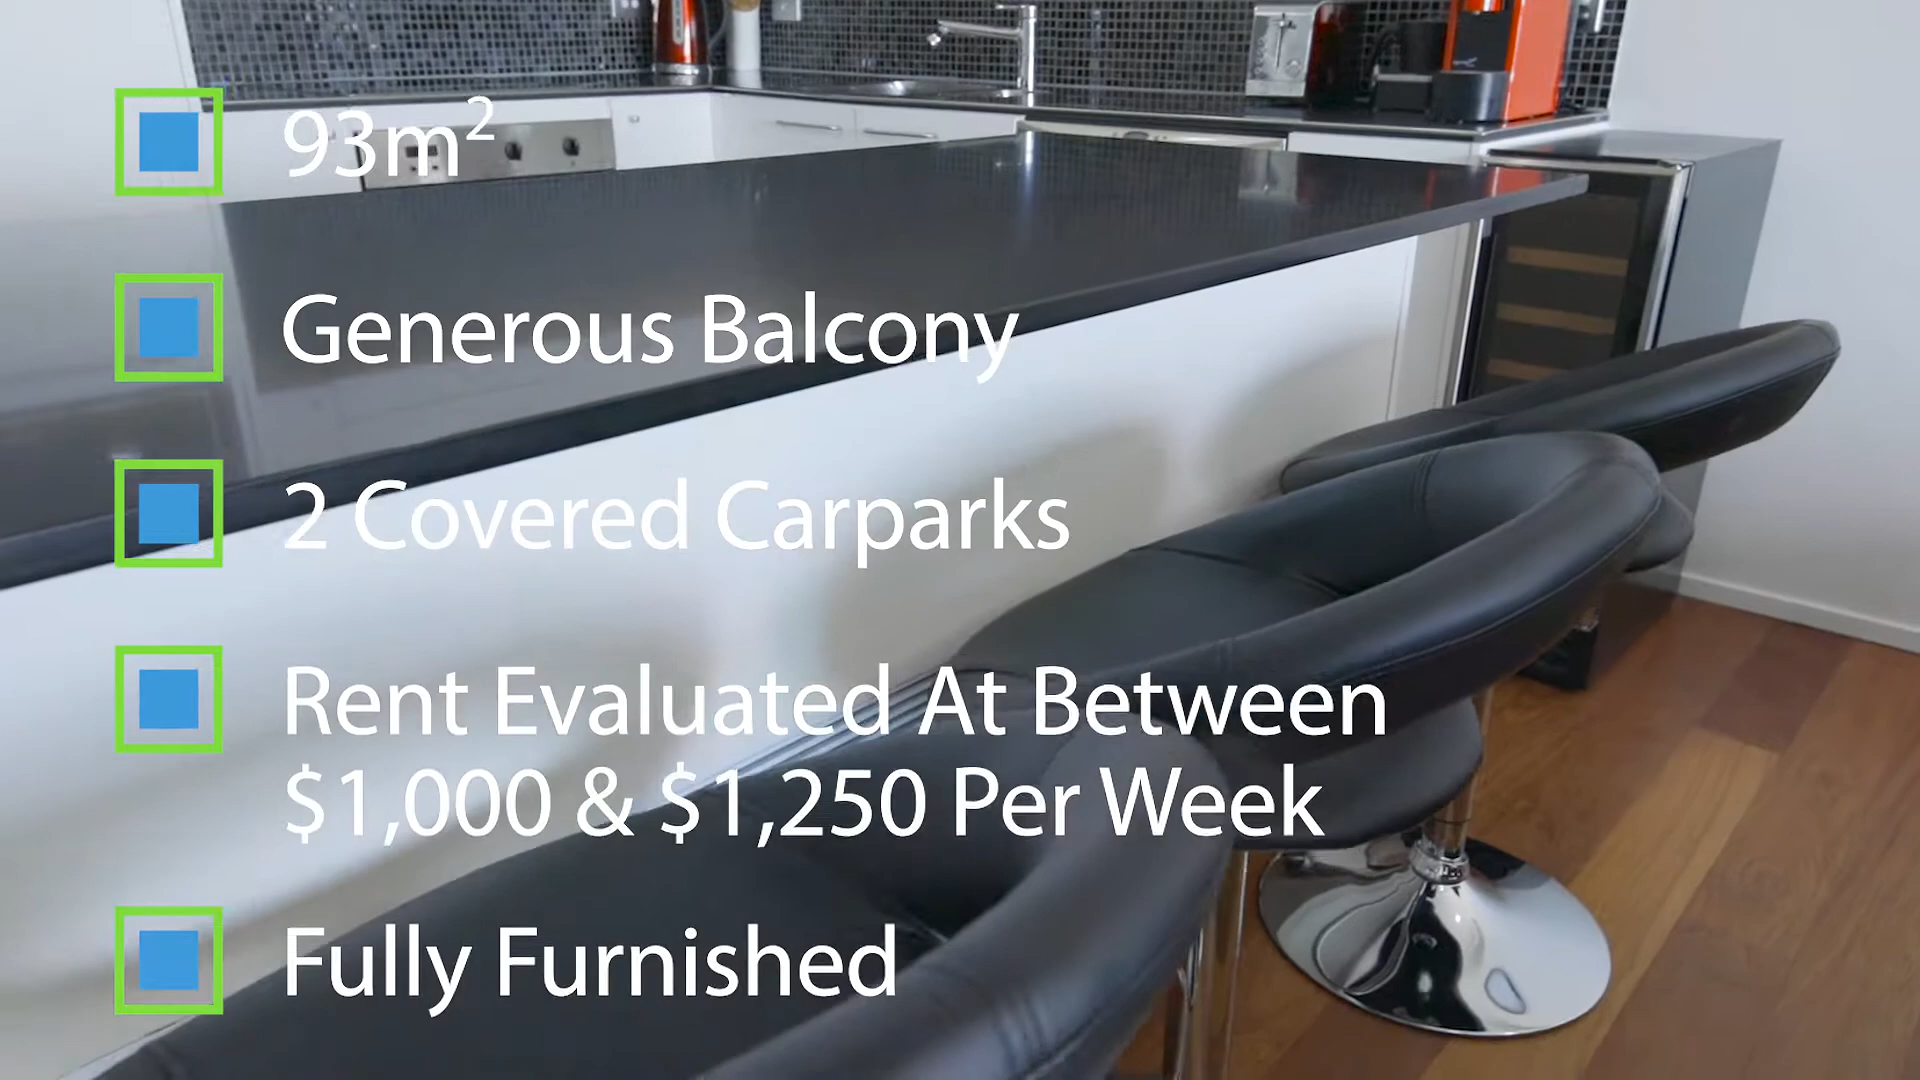 93m²
Generous Balcony
2 Covered Carparks
Rent Evaluated At Between
$1,000 & $1,250 Per Week
Fully Furnished